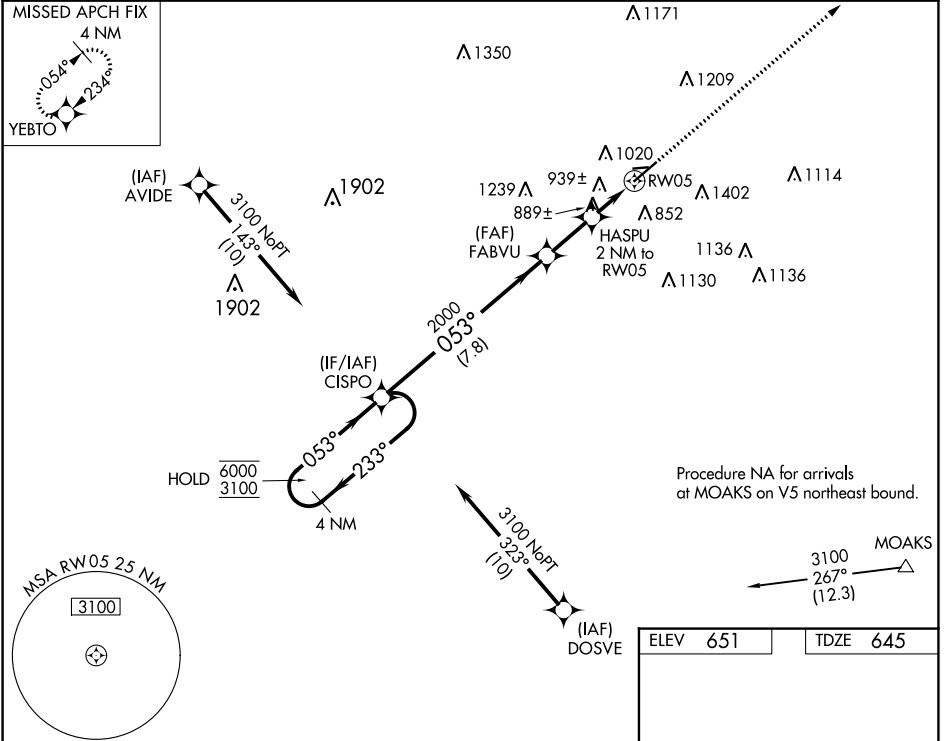 MISSED APCH FIX
4 NM
054°
234°
YEBTO
1171
1350
1209
(IAF)
AVIDE
1902
3100 NoPT
143°
(10)
1902
1020
939±
1239
889±
RW05
1402
1114
852
(FAF)
FABVU
HASPU
2 NM to
RW05
1136
1130
1136
2000
053°
(7.8)
(IF/IAF)
CISPO
053°
233°
HOLD
6000
3100
4 NM
Procedure NA for arrivals
at MOAKS on V5 northeast bound.
3100 NoPT
323°
(10)
(IAF)
DOSVE
MOAKS
3100
267°
(12.3)
MSA RW05 25 NM
3100
ELEV 651
TDZE 645